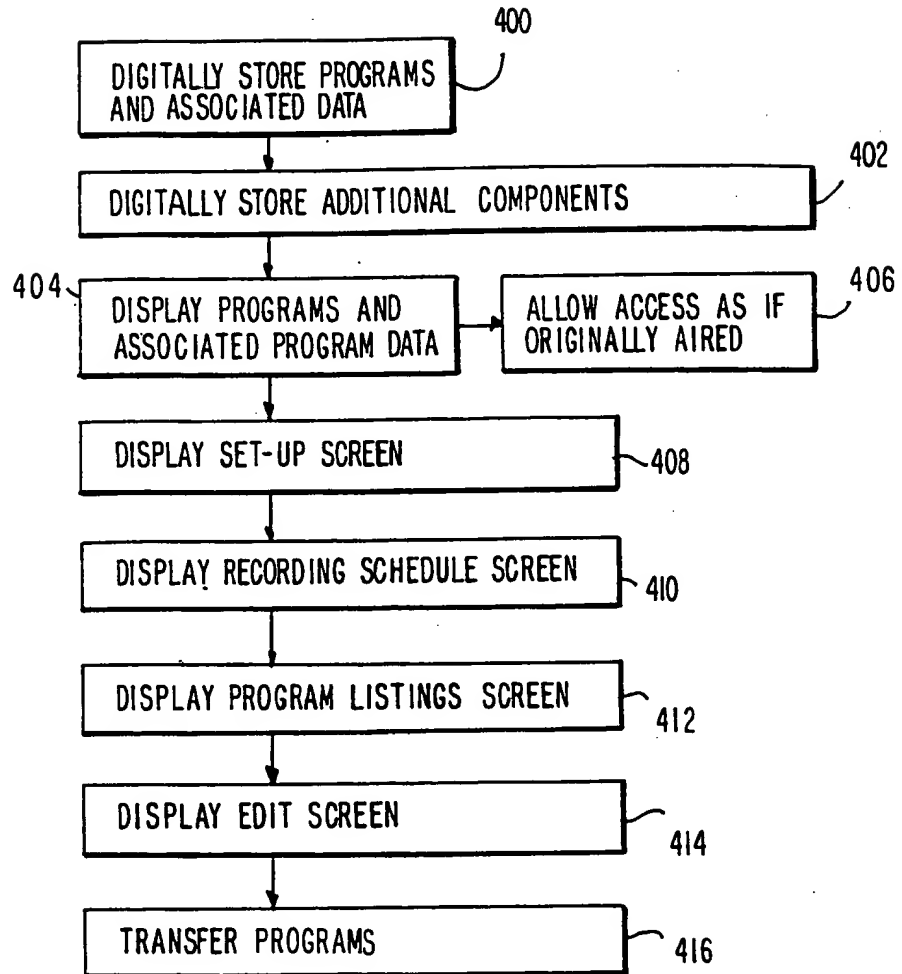 400
DIGITALLY STORE PROGRAMS
AND ASSOCIATED DATA
402
DIGITALLY STORE ADDITIONAL COMPONENTS
404
DISPLAY PROGRAMS AND
ASSOCIATED PROGRAM DATA
406
ALLOW ACCESS AS IF
ORIGINALLY AIRED
DISPLAY SET-UP SCREEN
408
DISPLAY RECORDING SCHEDULE SCREEN
410
DISPLAY PROGRAM LISTINGS SCREEN
412
DISPLAY EDIT SCREEN
414
TRANSFER PROGRAMS
416